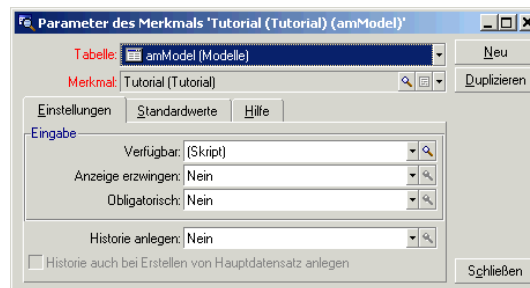 Parameter des Merkmals 'Tutorial (Tutorial) (amModel)'
Tabelle: amModel (Modelle)
Neu
Merkmal: Tutorial (Tutorial)
Duplizieren
Einstellungen Standardwerte Hilfe
Eingabe
Verfügbar: (Skript)
Anzeige erzwingen: Nein
Obligatorisch: Nein
Historie anlegen: Nein
Historie auch bei Erstellen von Hauptdatensatz anlegen
Schließen